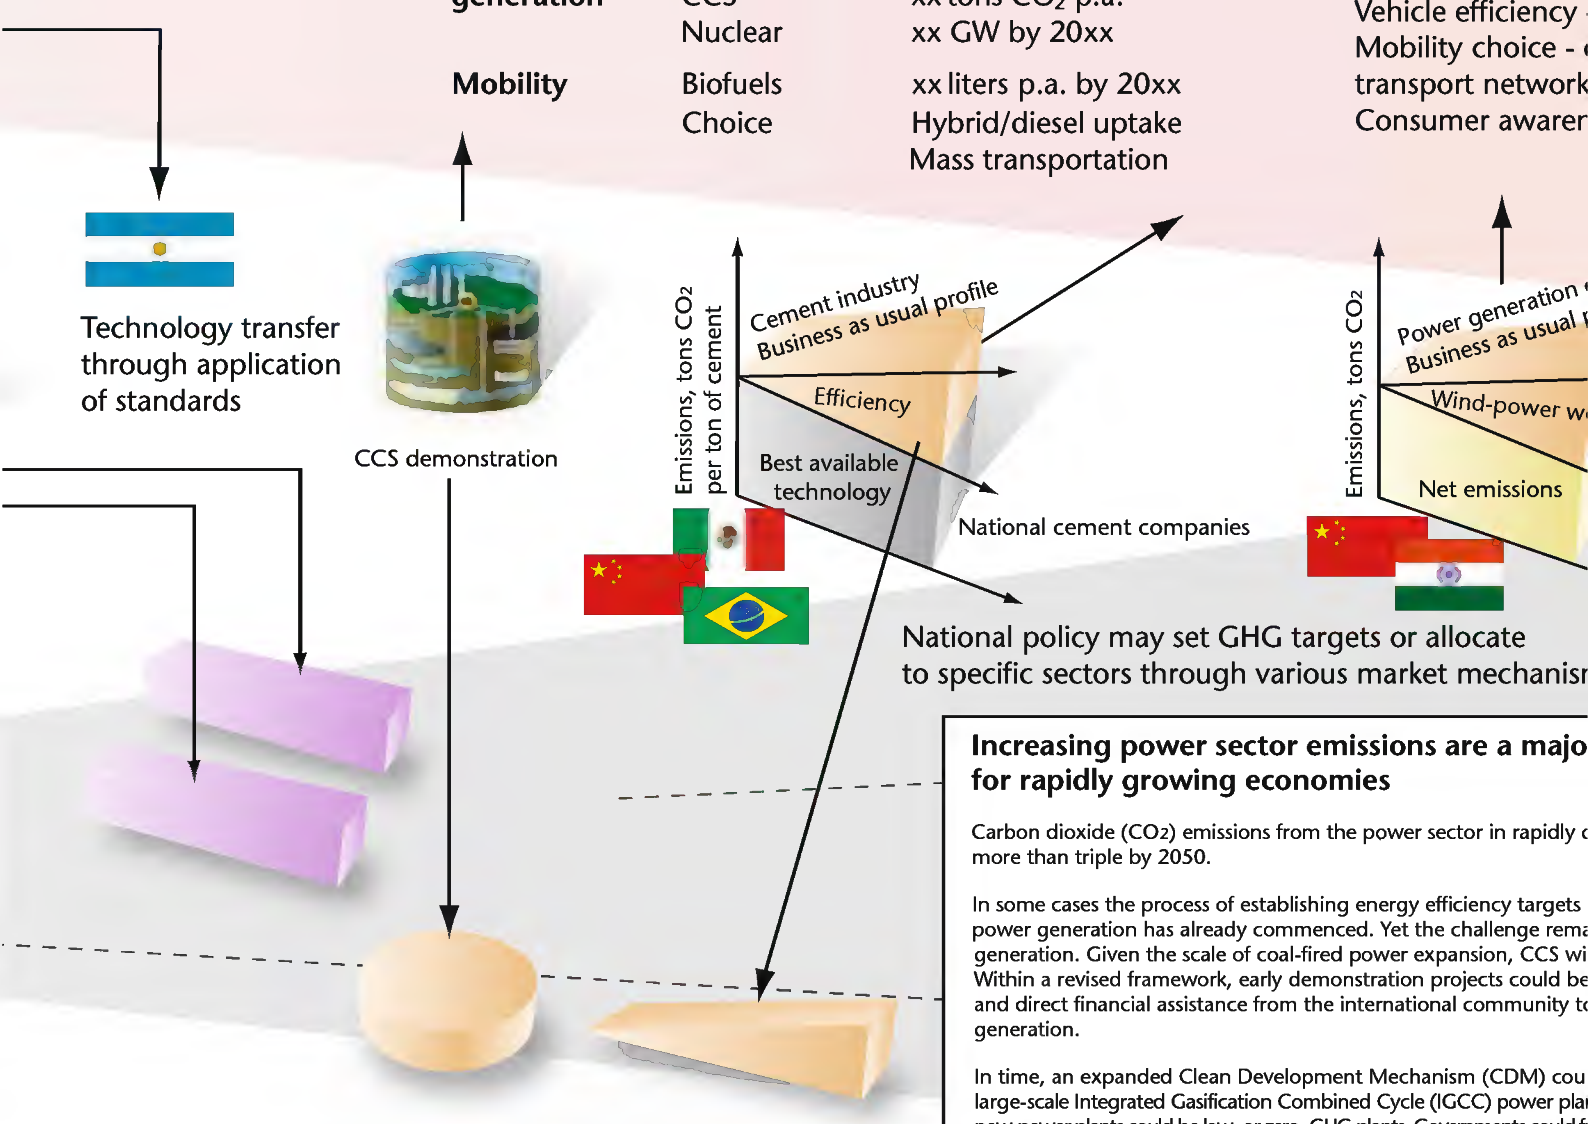 generation CCS xx tons CO2 p.a.
Nuclear xx GW by 20xx
Mobility Biofuels xx liters p.a. by 20xx
Choice Hybrid/diesel uptake
Mass transportation
Vehicle efficiency -
Mobility choice -
transport network
Consumer
Technology transfer
through application
of standards
CCS demonstration
Emissions, tons CO2
per ton of cement
Cement industry
Business as usual profile
Efficiency
Best available
technology
National cement companies
Emissions, tons CO2
Power generation
Business as usual
Wind-power
Net emissions
National policy may set GHG targets or allocate
to specific sectors through various market
Increasing power sector emissions are a
for rapidly growing economies
Carbon dioxide (CO2) emissions from the power sector in rapidly
more than triple by 2050.
In some cases the process of establishing energy efficiency targets
power generation has already commenced. Yet the challenge
generation. Given the scale of coal-fired power expansion, CCS
Within a revised framework, early demonstration projects could be
and direct financial assistance from the international community
generation.
In time, an expanded Clean Development Mechanism (CDM)
large-scale Integrated Gasification Combined Cycle (IGCC) power